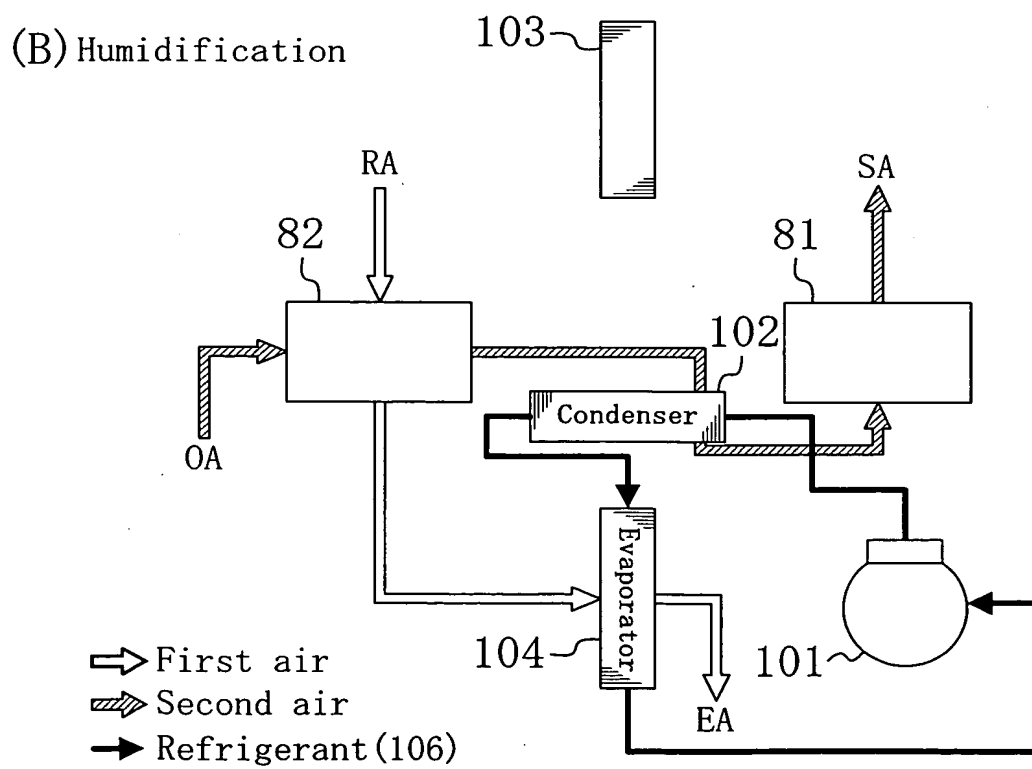 (B) Humidification
103
RA
SA
82
81
102
Condenser
OA
Evaporator
104
101
First air
Second air
EA
Refrigerant(106)